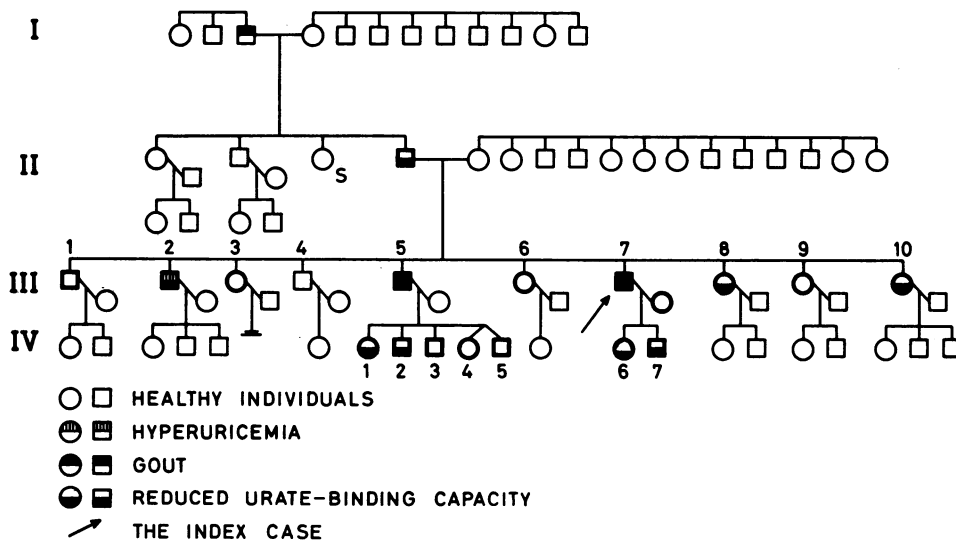 I
II
S
1 2 3 4 5 6 7 8 9 10
III
IV
1 2 3 4 5 6 7
HEALTHY INDIVIDUALS
HYPERURICEMIA
GOUT
REDUCED URATE-BINDING CAPACITY
THE INDEX CASE